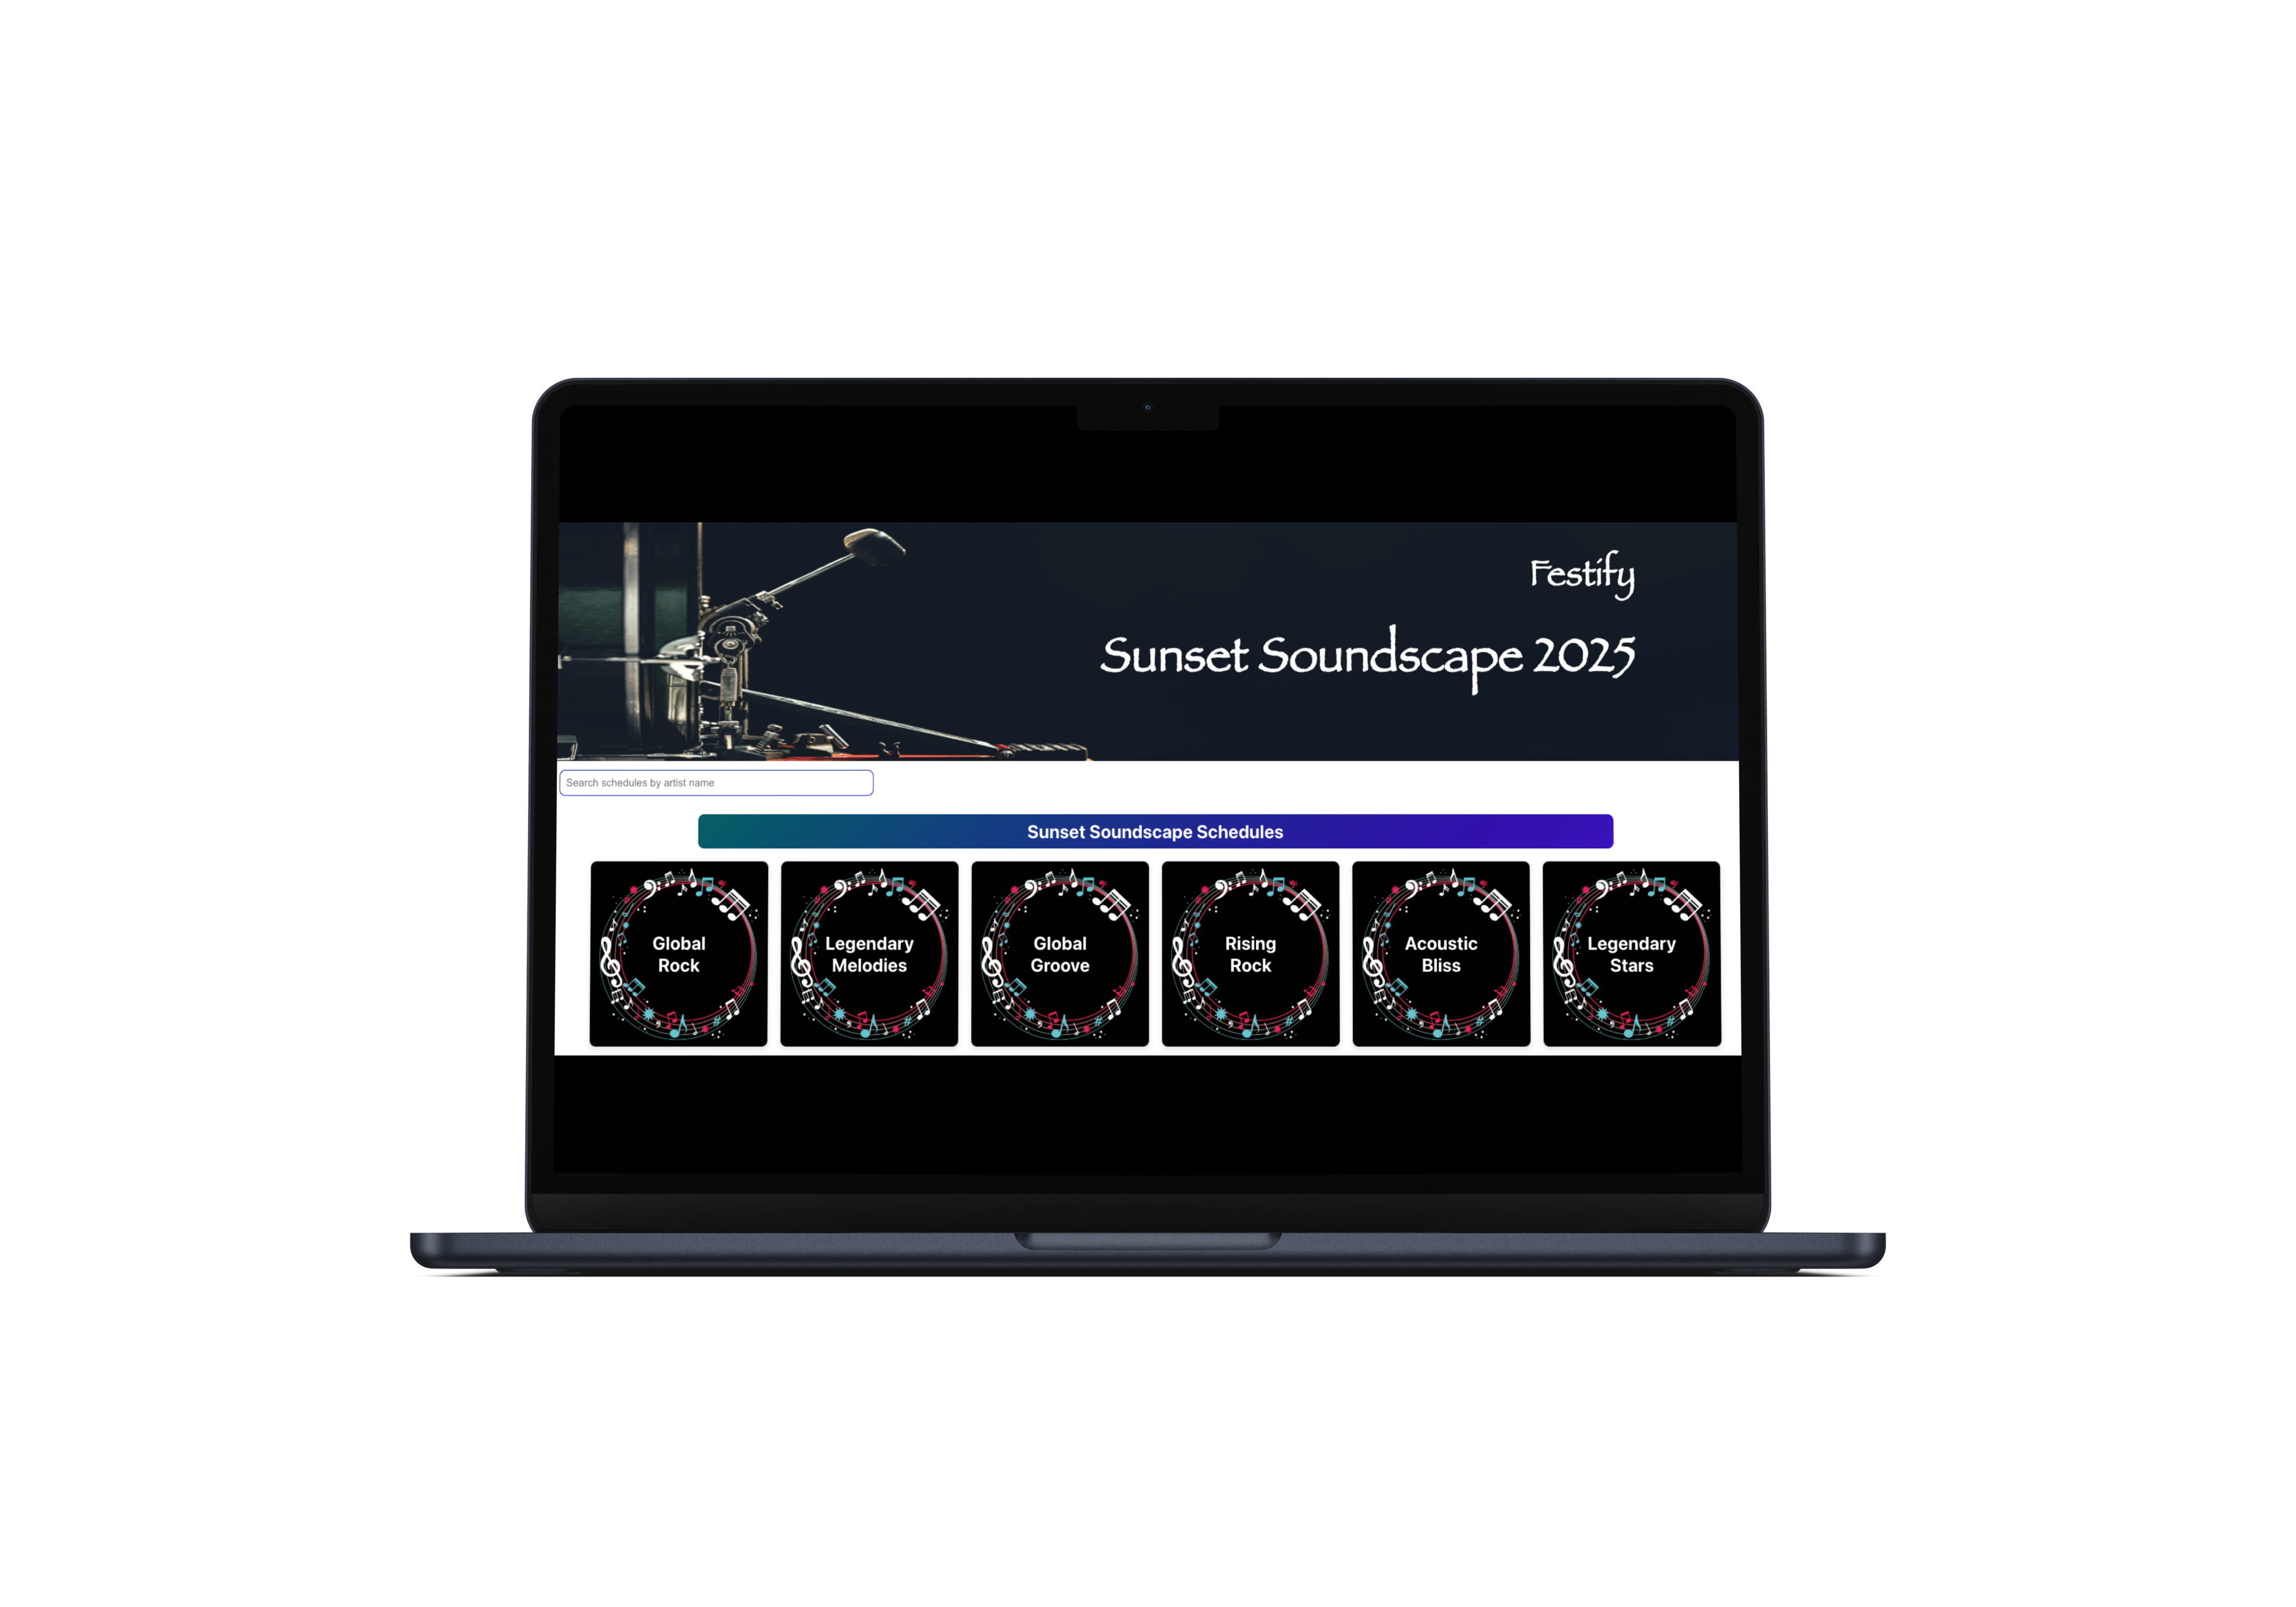 Festify
Sunset Soundscape 2025
Search schedules by artist name
Sunset Soundscape Schedules
Global
Rock
Legendary
Melodies
Global
Groove
Rising
Rock
Acoustic
Bliss
Legendary
Stars